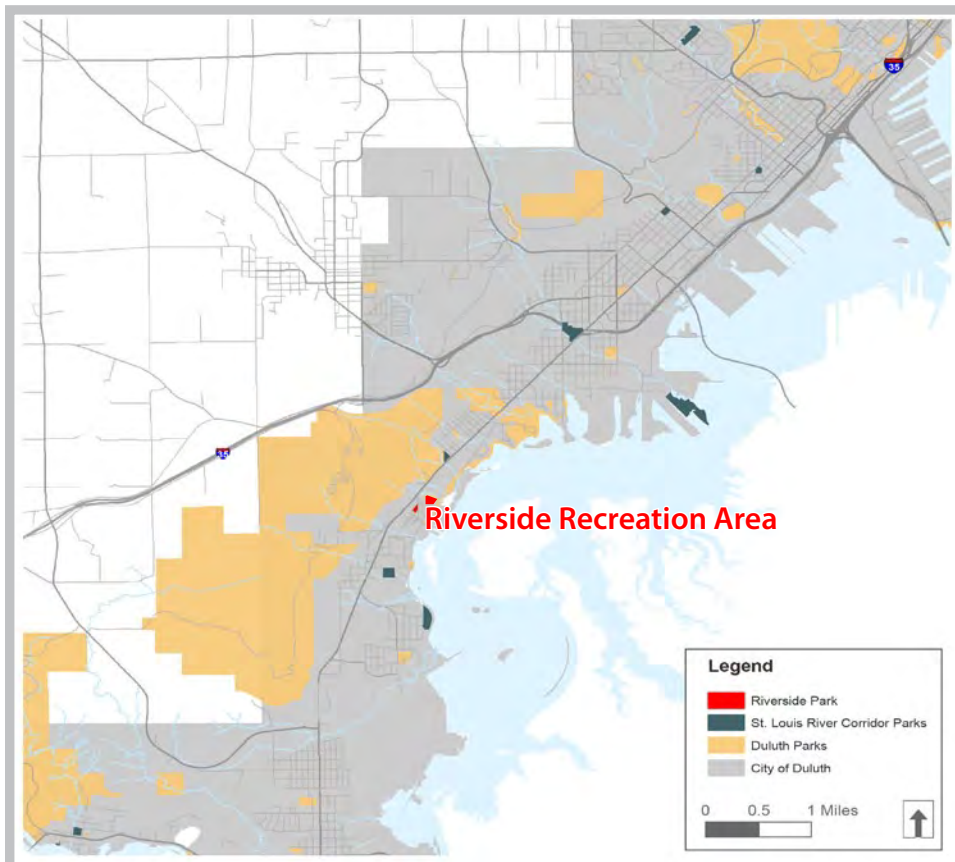 35
35
Riverside Recreation Area
Legend
Riverside Park
St. Louis River Corridor Parks
Duluth Parks
City of Duluth
0 0.5 1 Miles